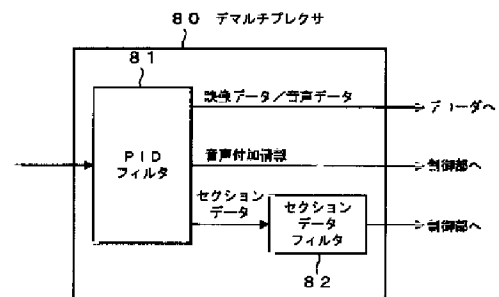 80 デマルチプレクサ
81
映像データ/音声データ
デコーダへ
PID
フィルタ
音声付加情報
制御部へ
セクション
データ
セクション
データ
フィルタ
制御部へ
82